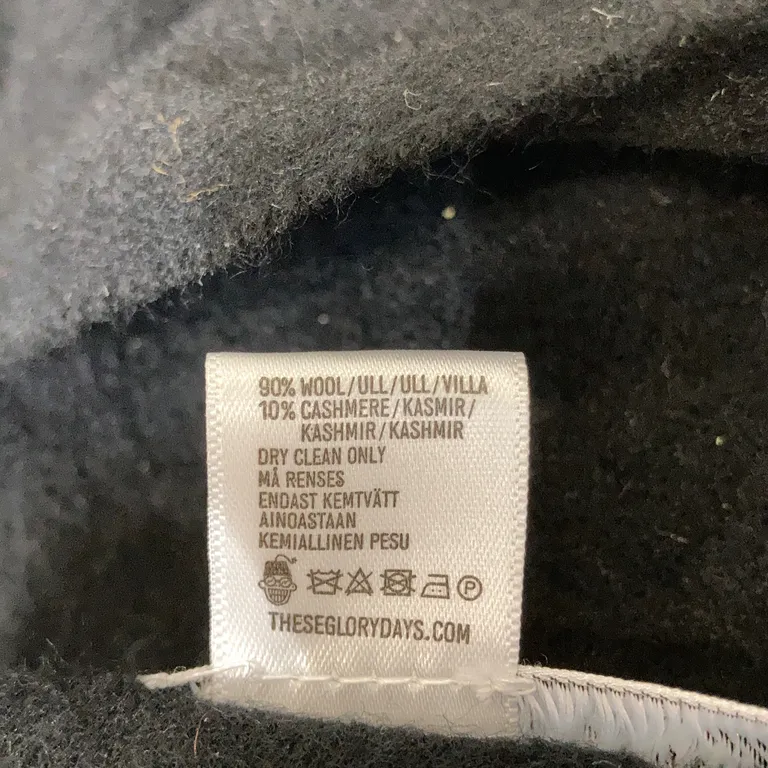 90% WOOL/ULL/ULL/VILLA
10% CASHMERE/KASMIR/
KASHMIR/KASHMIR
DRY CLEAN ONLY
MÅ RENSES
ENDAST KEMTVÄTT
AINOASTAAN
KEMIALLINEN PESU
P
THESEGLORYDAYS.COM